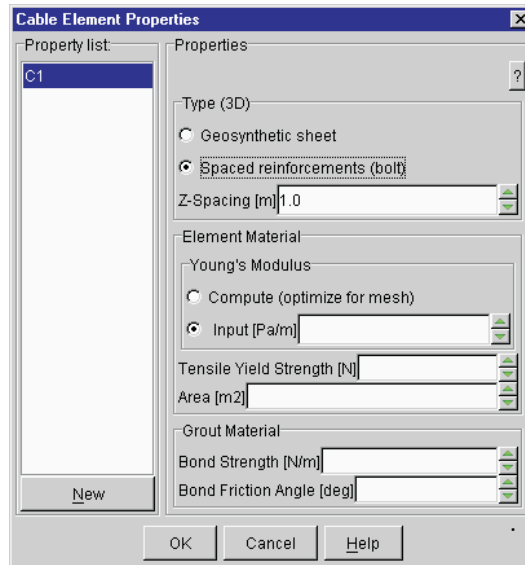 Cable Element Properties
Property list:
Properties
C1
?
Type (3D)
Geosynthetic sheet
Spaced reinforcements (bolt)
Z-Spacing [m] 1.0
Element Material
Young's Modulus
Compute (optimize for mesh)
Input [Pa/m]
Tensile Yield Strength [N]
Area [m2]
Grout Material
Bond Strength [N/m]
New
Bond Friction Angle [deg]
OK Cancel Help